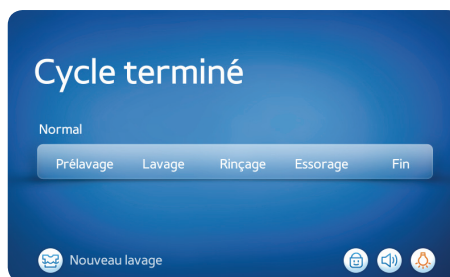 Cycle terminé
Normal
Prélavage Lavage Rinçage Essorage Fin
Nouveau lavage